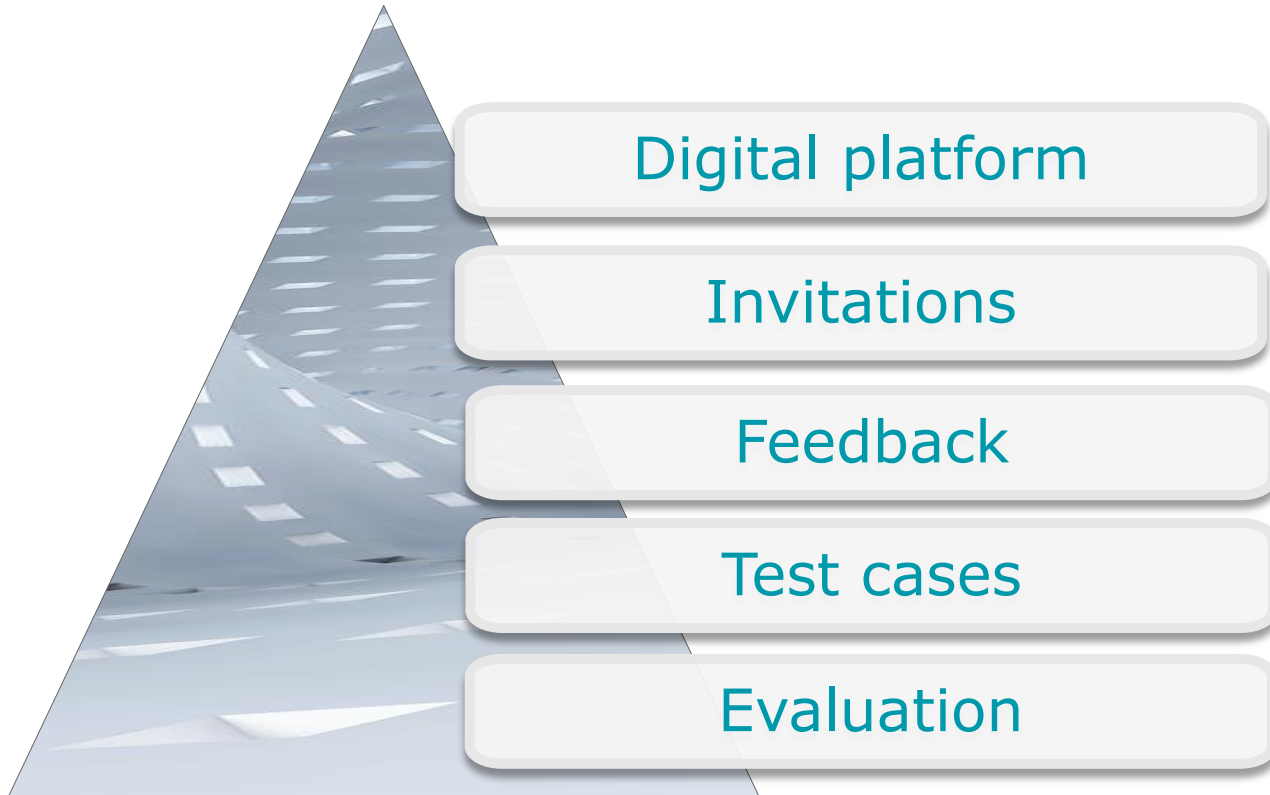 Digital platform
Invitations
Feedback
Test cases
Evaluation